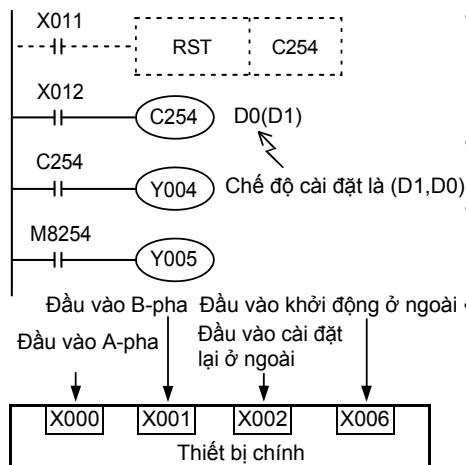 X011
RST C254
X012
C254 D0(D1)
C254
Y004 Chế độ cài đặt là (D1,D0)
M8254
Y005
Đầu vào B-pha Đầu vào khởi động ở ngoài
Đầu vào A-pha Đầu vào cài đặt
lại ở ngoài
X000 X001 X002 X006
Thiết bị chính